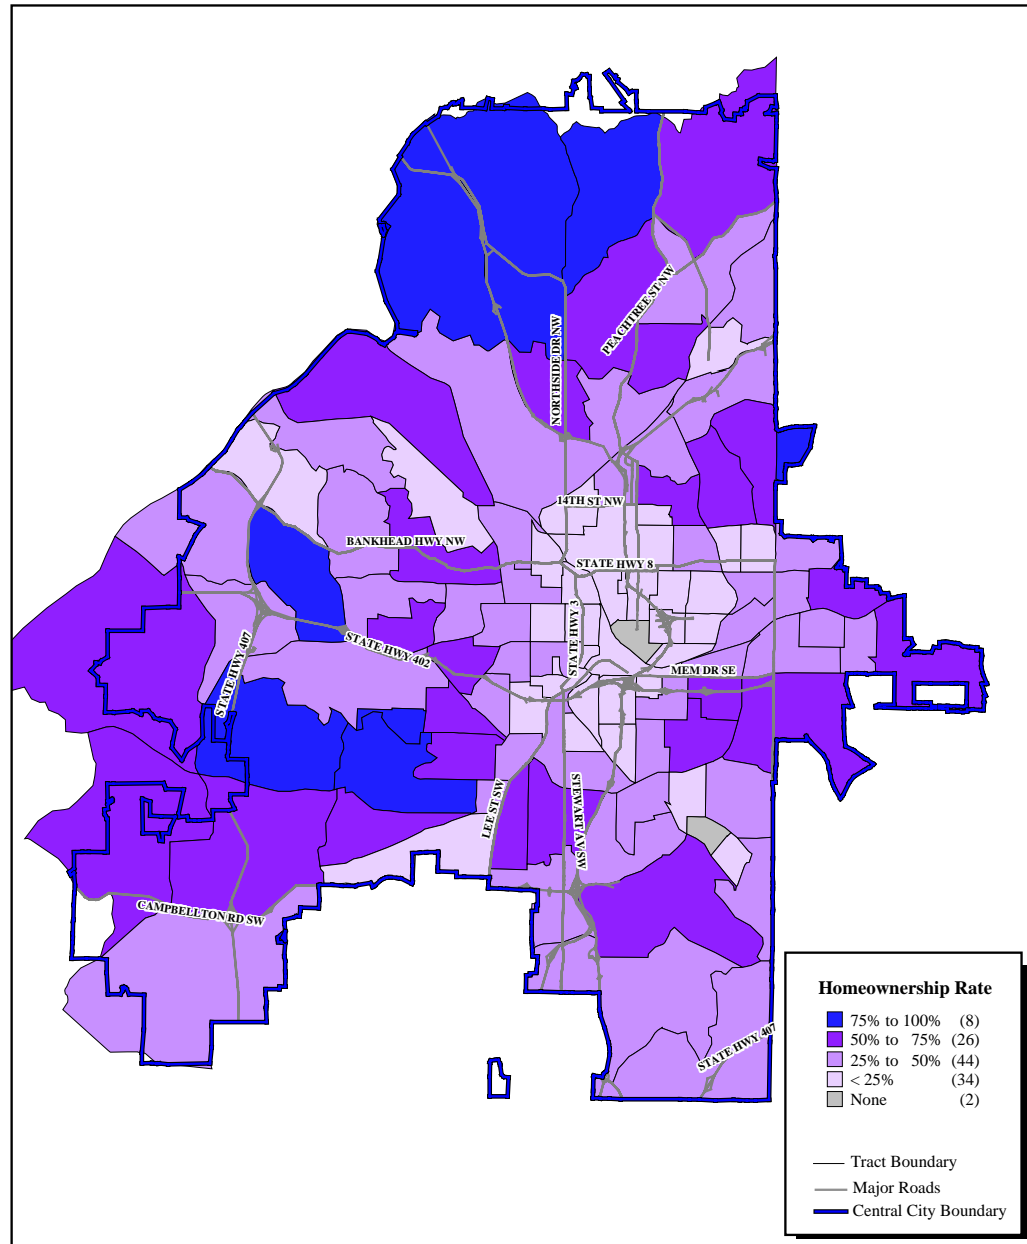 PEACHTREE ST NW
NORTHSIDE DR NW
14TH ST NW
BANKHEAD HWY NW
STATE HWY 8
STATE HWY 3
STATE HWY 402
STATE HWY 407
MEM DR SE
LEE ST SW
STEWART AV SW
CAMPBELLTON RD SW
STATE HWY 407
Homeownership Rate
75% to 100% (8)
50% to 75% (26)
25% to 50% (44)
< 25% (34)
None (2)
Tract Boundary
Major Roads
Central City Boundary